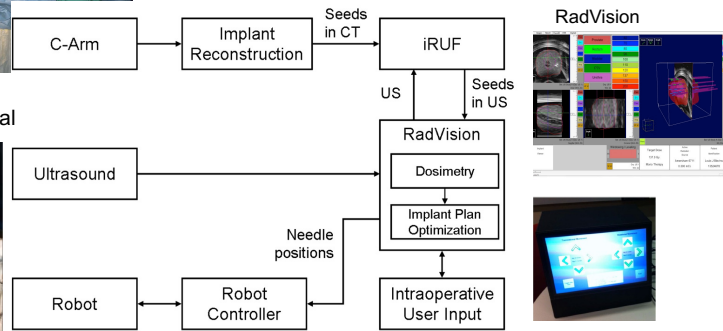 RadVision
C-Arm
Implant
Reconstruction
Seeds
in CT
iRUF
US
Seeds
in US
al
RadVision
Ultrasound
Dosimetry
Implant Plan
Optimization
Needle
positions
Robot
Robot
Controller
Intraoperative
User Input